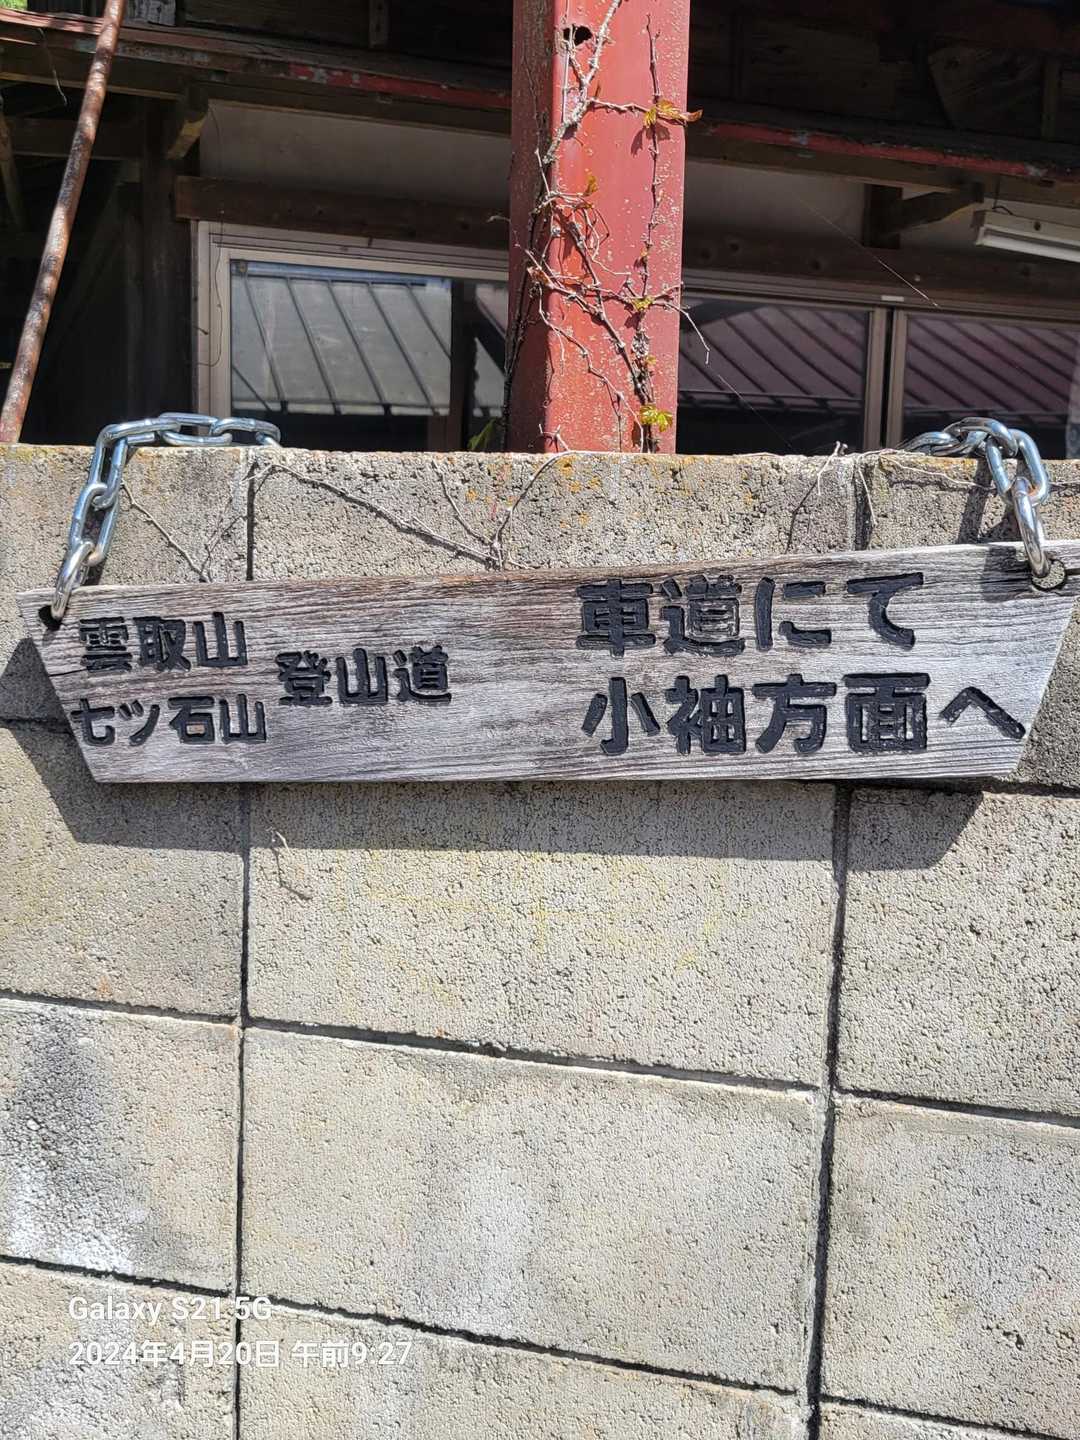 雲取山
七ツ石山
登山道
車道にて
小袖方面へ
Galaxy S21 5G
2024年4月20日 午前9:27